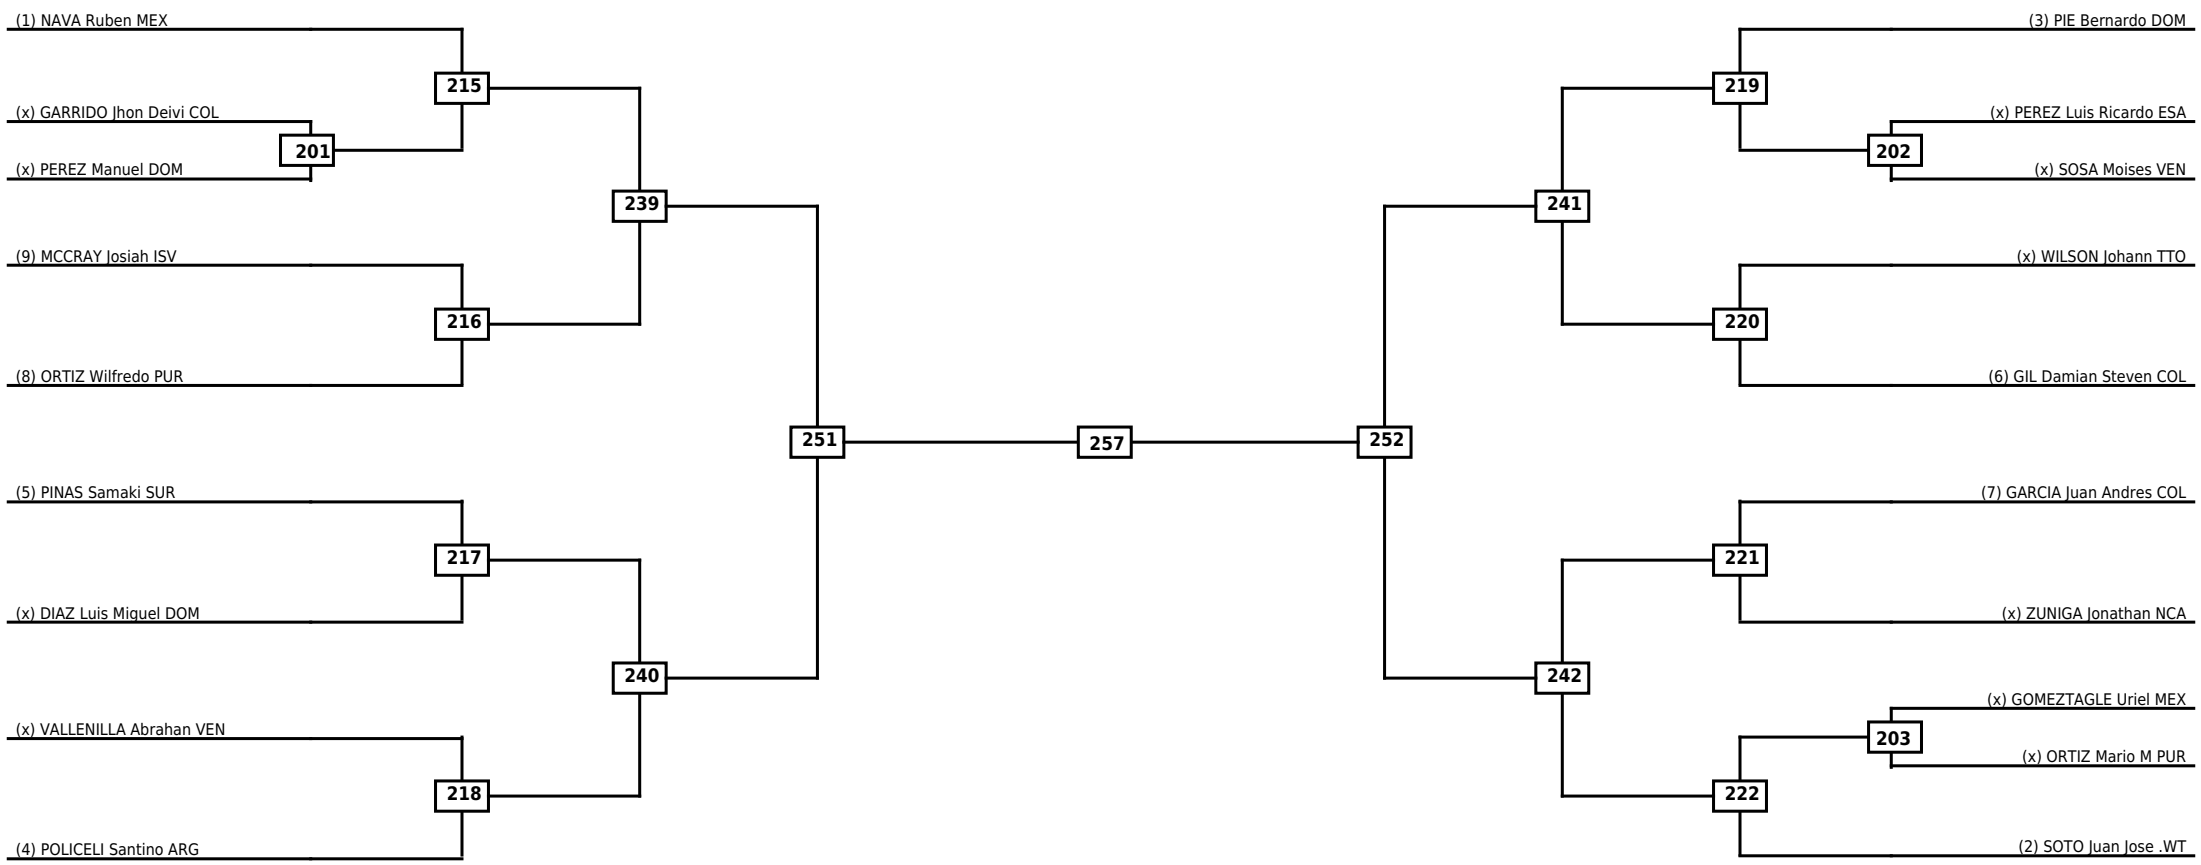 (1) NAVA Ruben MEX
215
(x) GARRIDO Jhon Deivi COL
201
(x) PEREZ Manuel DOM
239
(9) MCCRAY Josiah ISV
216
(8) ORTIZ Wilfredo PUR
251
(5) PINAS Samaki SUR
217
(x) DIAZ Luis Miguel DOM
240
(x) VALLENILLA Abrahan VEN
218
(4) POLICELI Santino ARG
257
(3) PIE Bernardo DOM
219
(x) PEREZ Luis Ricardo ESA
202
(x) SOSA Moises VEN
241
(x) WILSON Johann TTO
220
(6) GIL Damian Steven COL
252
(7) GARCIA Juan Andres COL
221
(x) ZUNIGA Jonathan NCA
242
(x) GOMEZTAGLE Uriel MEX
203
(x) ORTIZ Mario M PUR
222
(2) SOTO Juan Jose .WT